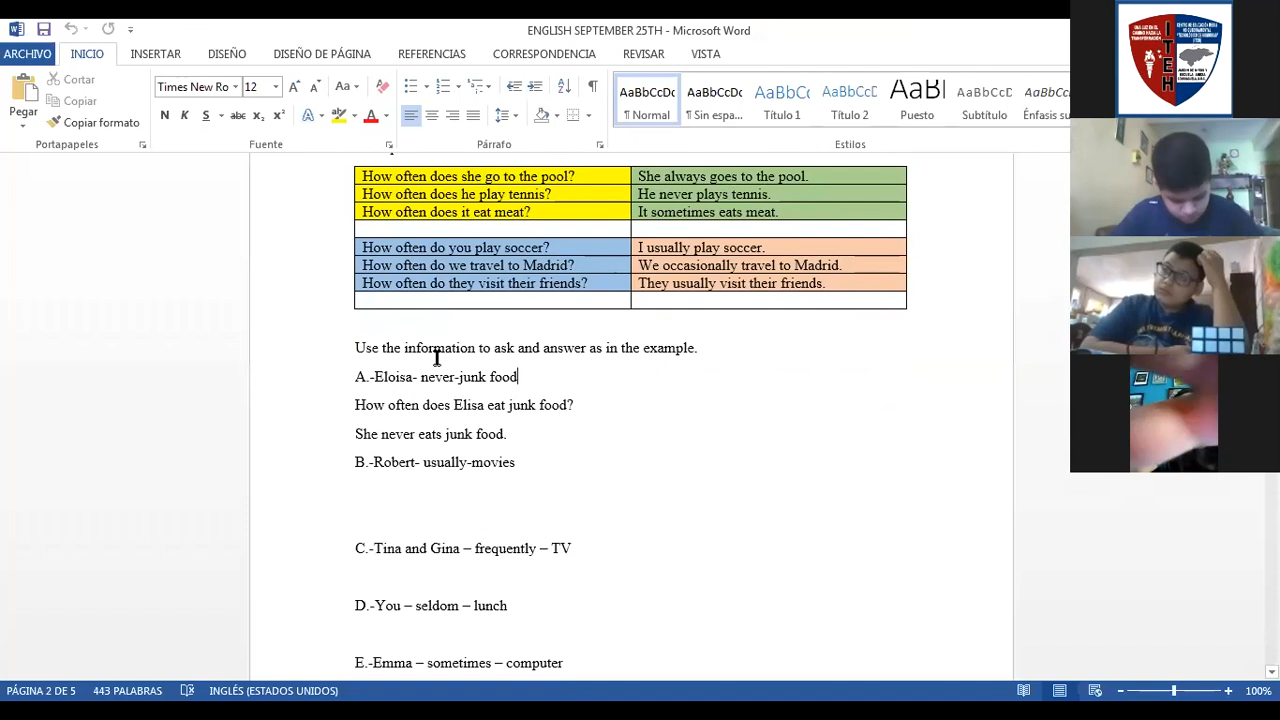 ENGLISH SEPTEMBER 25TH - Microsoft Word
ARCHIVO INICIO INSERTAR DISEÑO DISEÑO DE PÁGINA REFERENCIAS CORRESPONDENCIA REVISAR VISTA
Cortar
Copiar
Pegar
Copiar formato
Portapapeles
Times New Ro 12
Aa
N K S abc x₂ x²
Fuente
Párrafo
AaBbCcDc AaBbCcDc AaBbCc AaBbCcD AaBl AaBbCcD
¶ Normal ¶ Sin espa... Título 1 Título 2 Puesto Subtítulo Énfasis su
Estilos
ITEH
How often does she go to the pool? She always goes to the pool.
How often does he play tennis? He never plays tennis.
How often does it eat meat? It sometimes eats meat.
How often do you play soccer? I usually play soccer.
How often do we travel to Madrid? We occasionally travel to Madrid.
How often do they visit their friends? They usually visit their friends.
Use the information to ask and answer as in the example.
A.-Eloisa- never-junk food
How often does Elisa eat junk food?
She never eats junk food.
B.-Robert- usually-movies
C.-Tina and Gina – frequently – TV
D.-You – seldom – lunch
E.-Emma – sometimes – computer
PÁGINA 2 DE 5 443 PALABRAS INGLÉS (ESTADOS UNIDOS) 100%